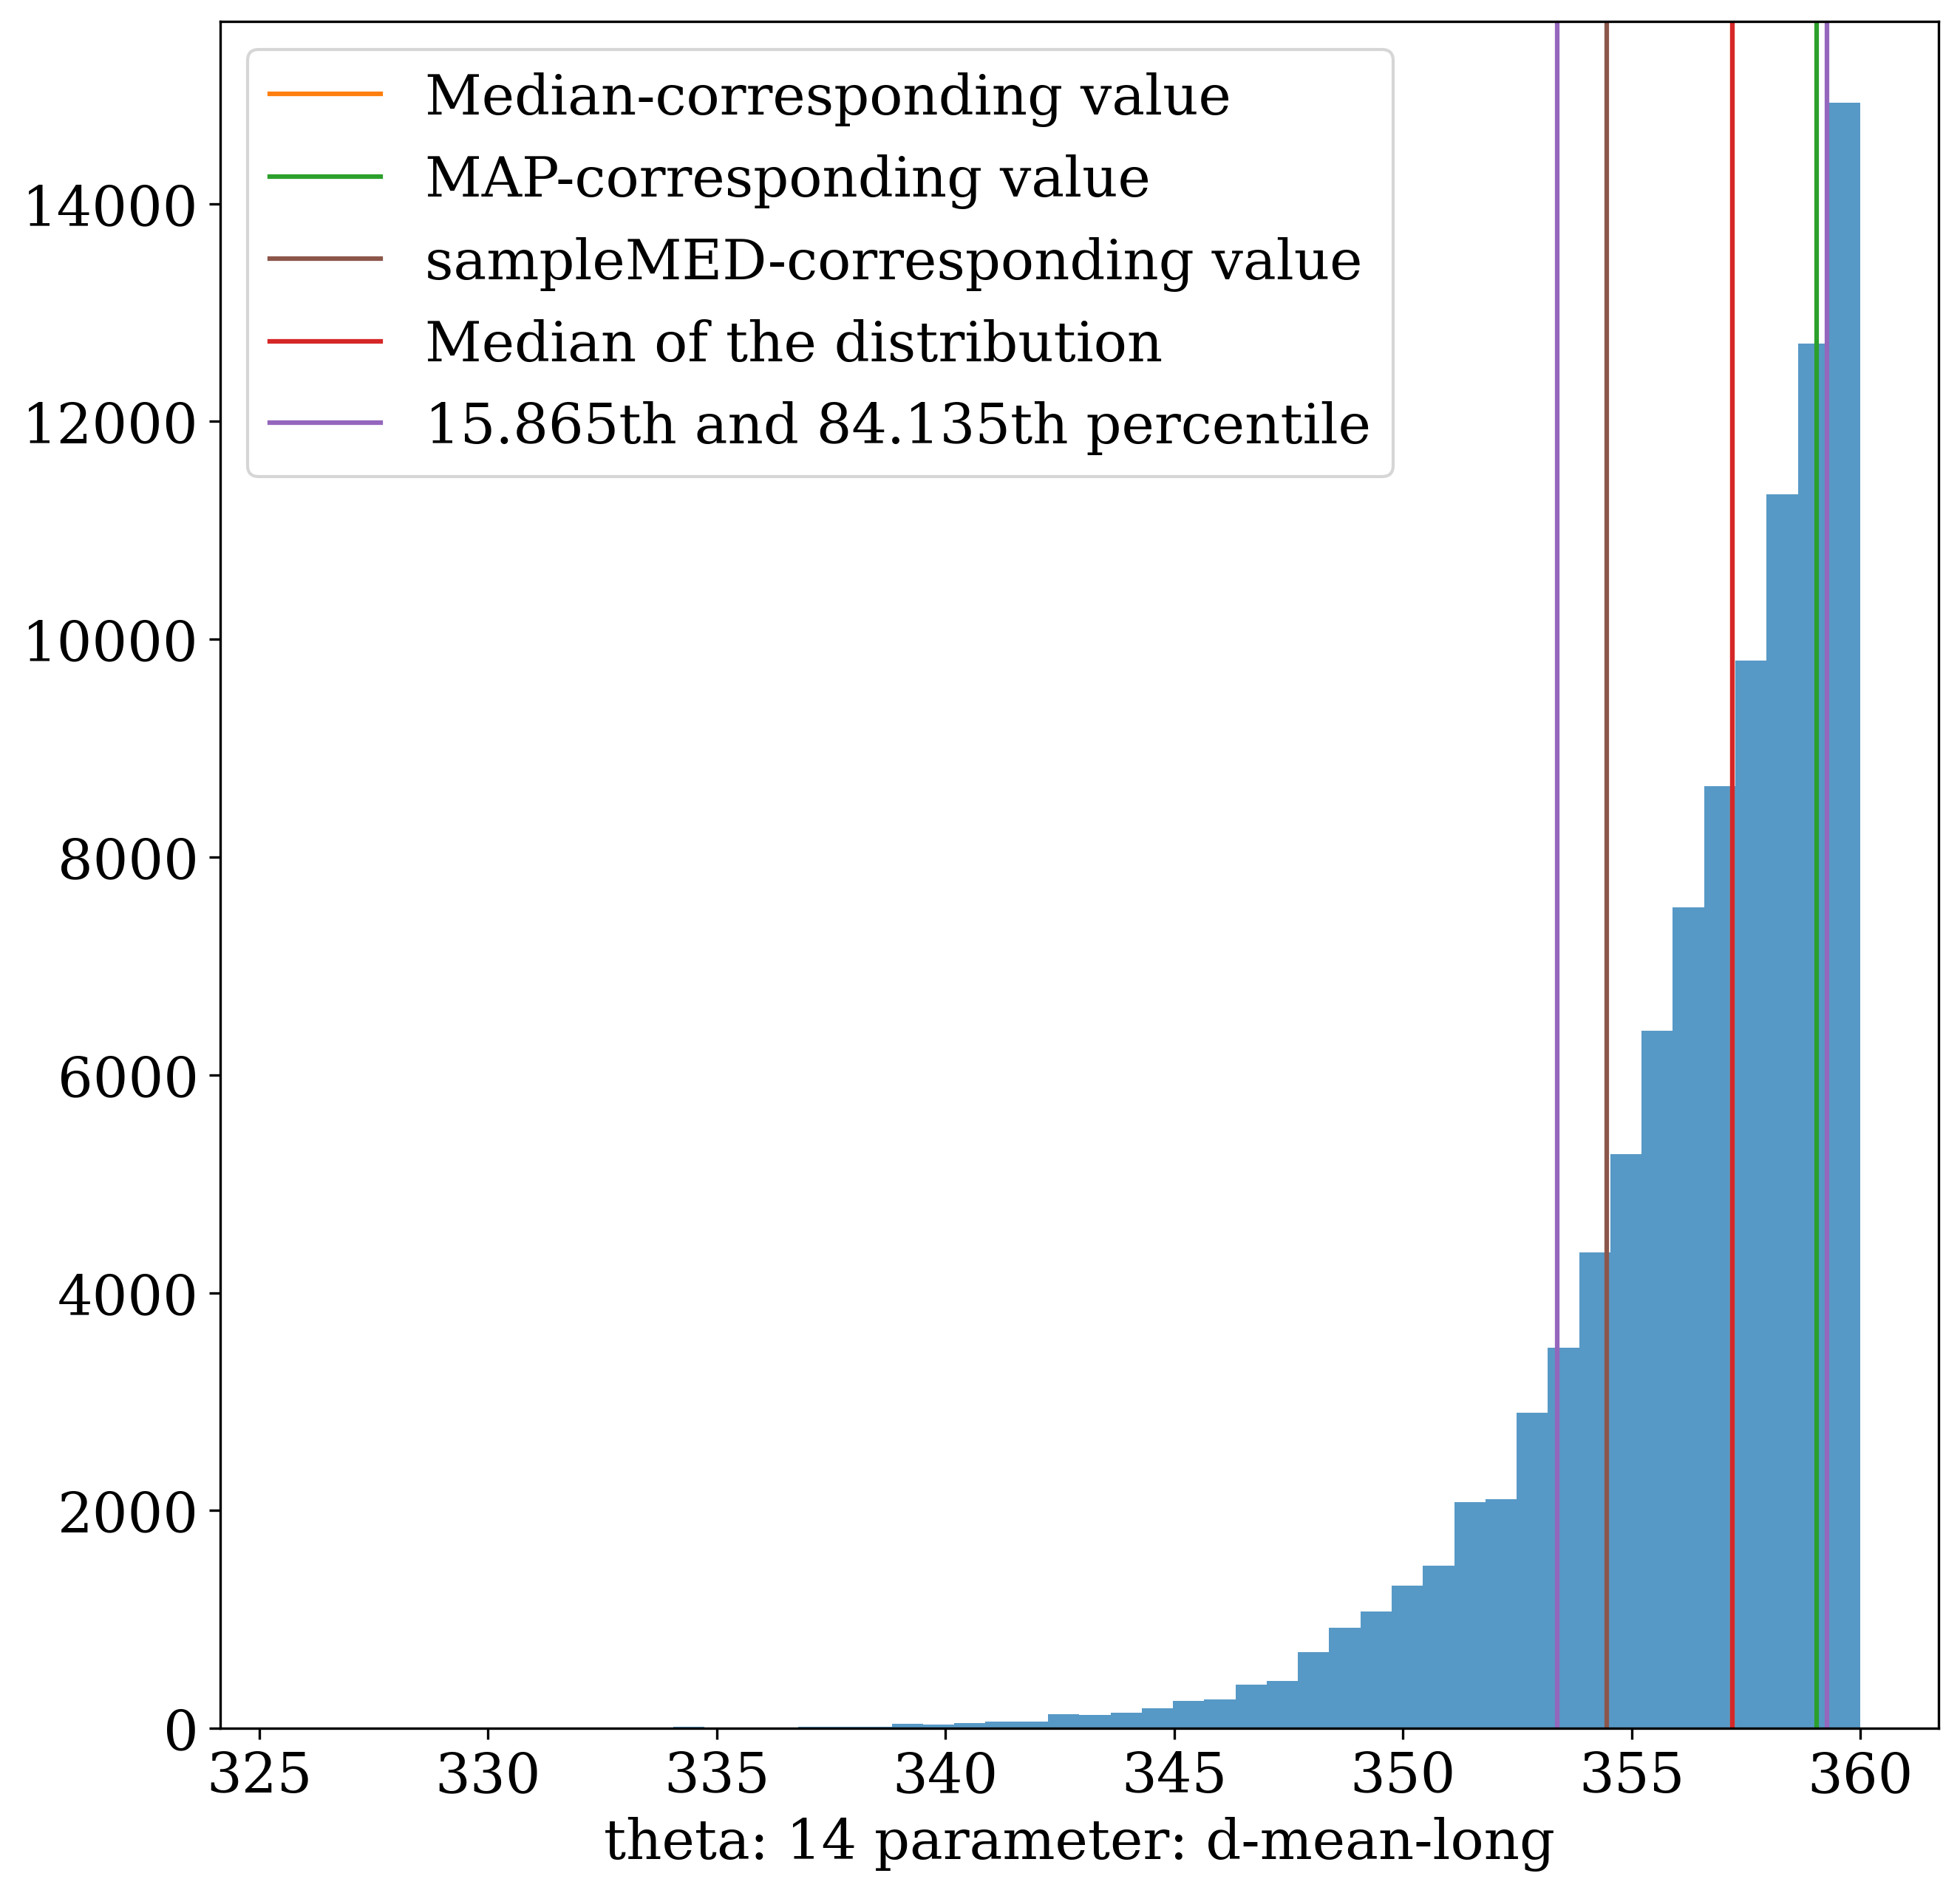 Median-corresponding value
MAP-corresponding value
sampleMED-corresponding value
Median of the distribution
15.865th and 84.135th percentile
14000
12000
10000
8000
6000
4000
2000
0
325 330 335 340 345 350 355 360
theta: 14 parameter: d-mean-long